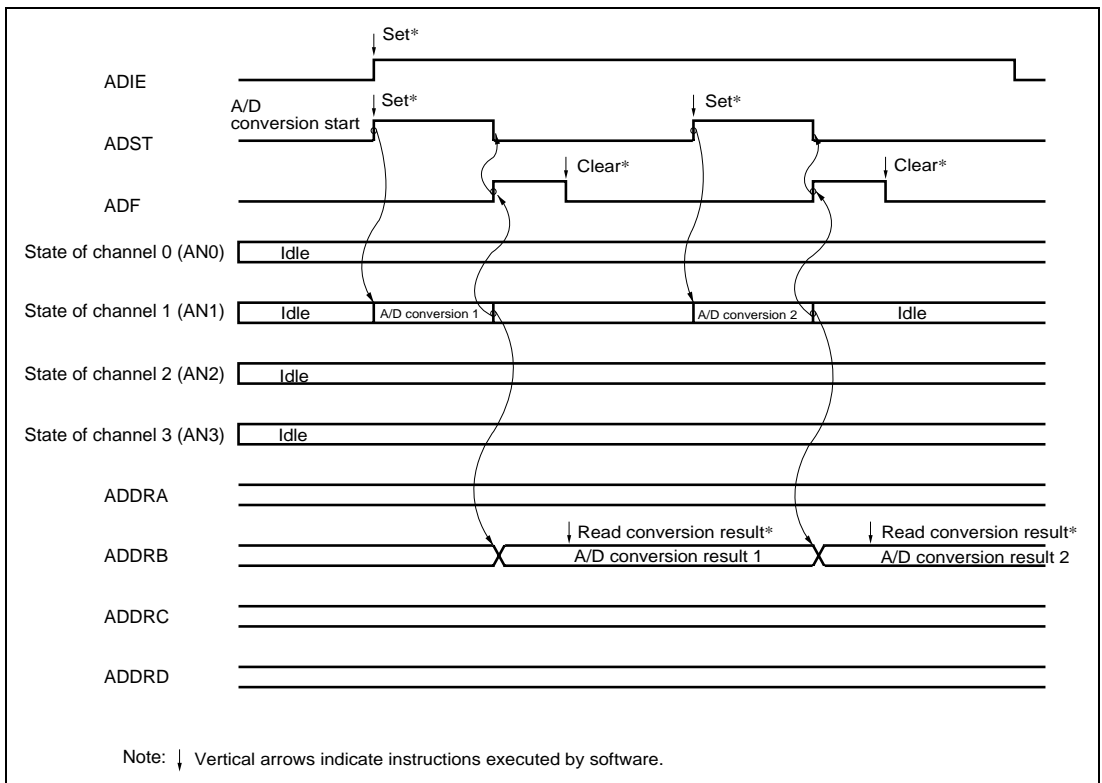 Set*
ADIE
A/D
conversion start
Set*
Set*
ADST
Clear*
Clear*
ADF
State of channel 0 (AN0)
Idle
State of channel 1 (AN1)
Idle
A/D conversion 1
A/D conversion 2
Idle
State of channel 2 (AN2)
Idle
State of channel 3 (AN3)
Idle
ADDRA
Read conversion result*
Read conversion result*
ADDRB
A/D conversion result 1
A/D conversion result 2
ADDRC
ADDRD
Note: ↓ Vertical arrows indicate instructions executed by software.